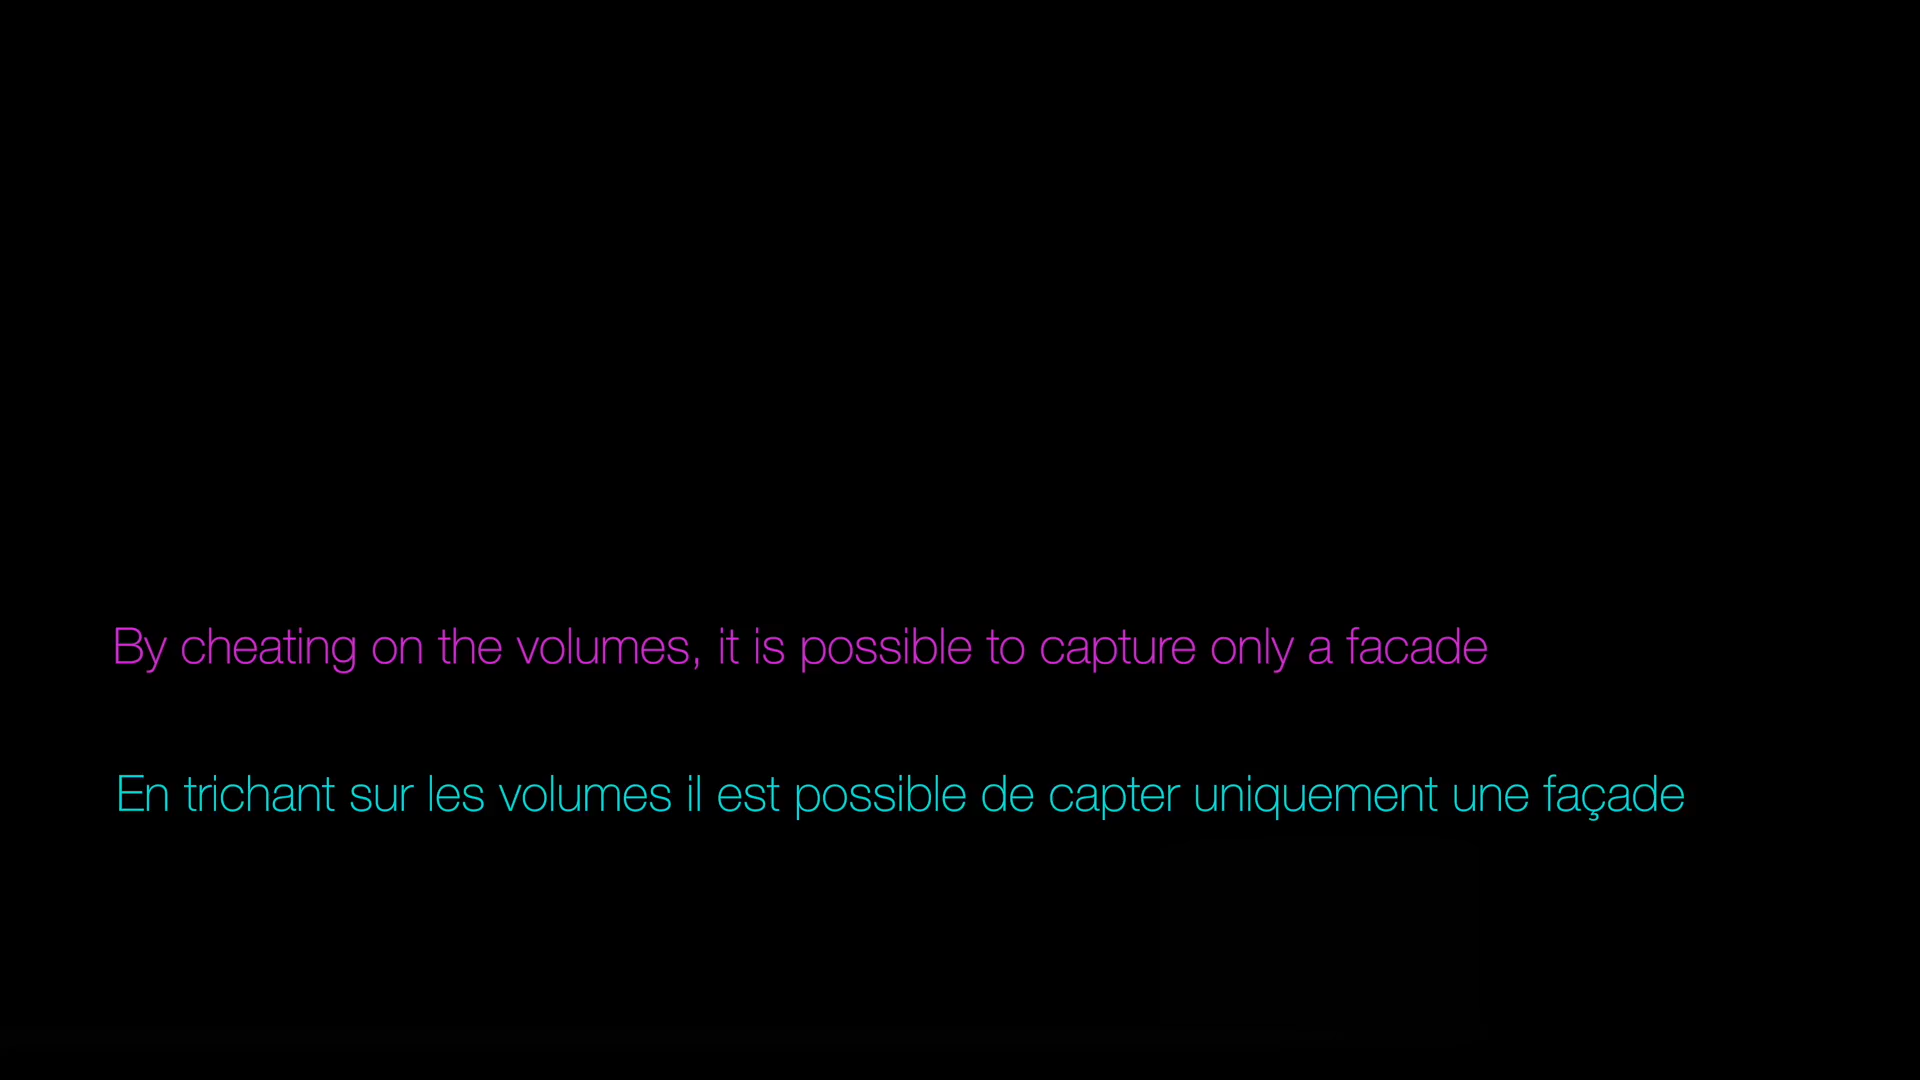 By cheating on the volumes, it is possible to capture only a facade
En trichant sur les volumes il est possible de capter uniquement une façade